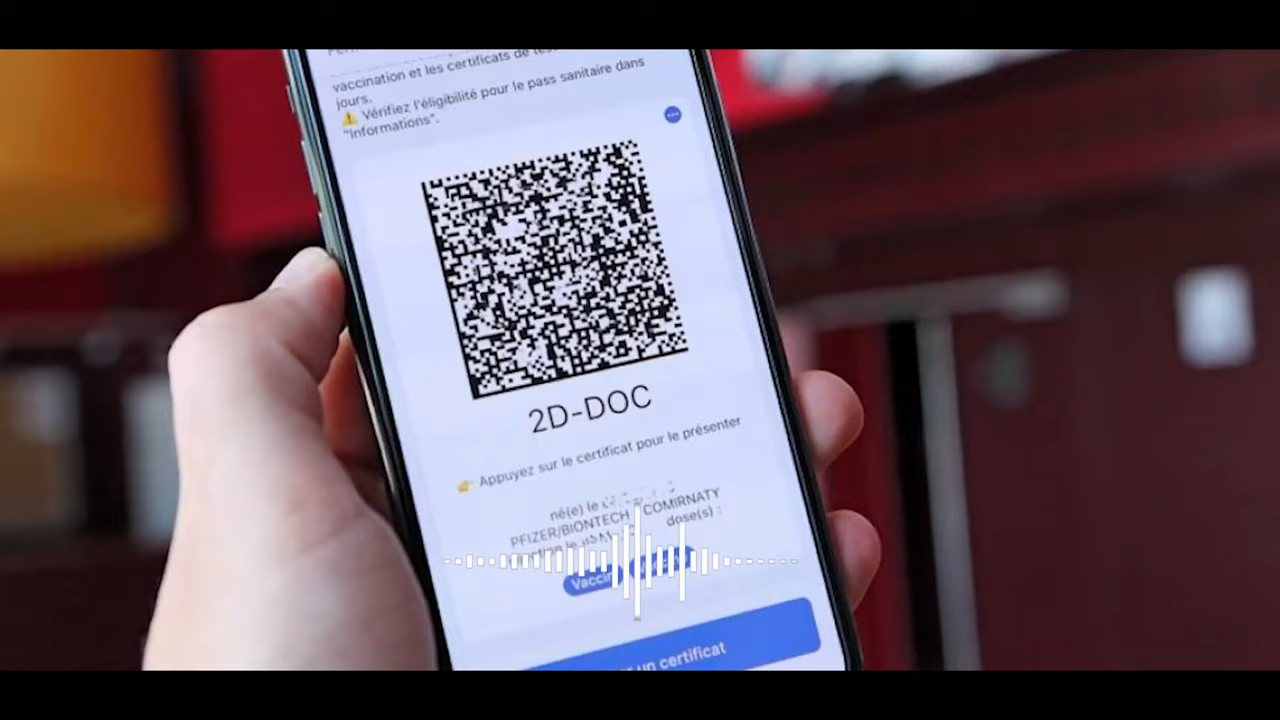 vaccination et les certificats de test
jours.
⚠️ Vérifiez l'éligibilité pour le pass sanitaire dans
"Informations".
2D-DOC
👉 Appuyez sur le certificat pour le présenter
né(e) le
PFIZER/BIONTECH COMIRNATY
dose(s) :
un certificat